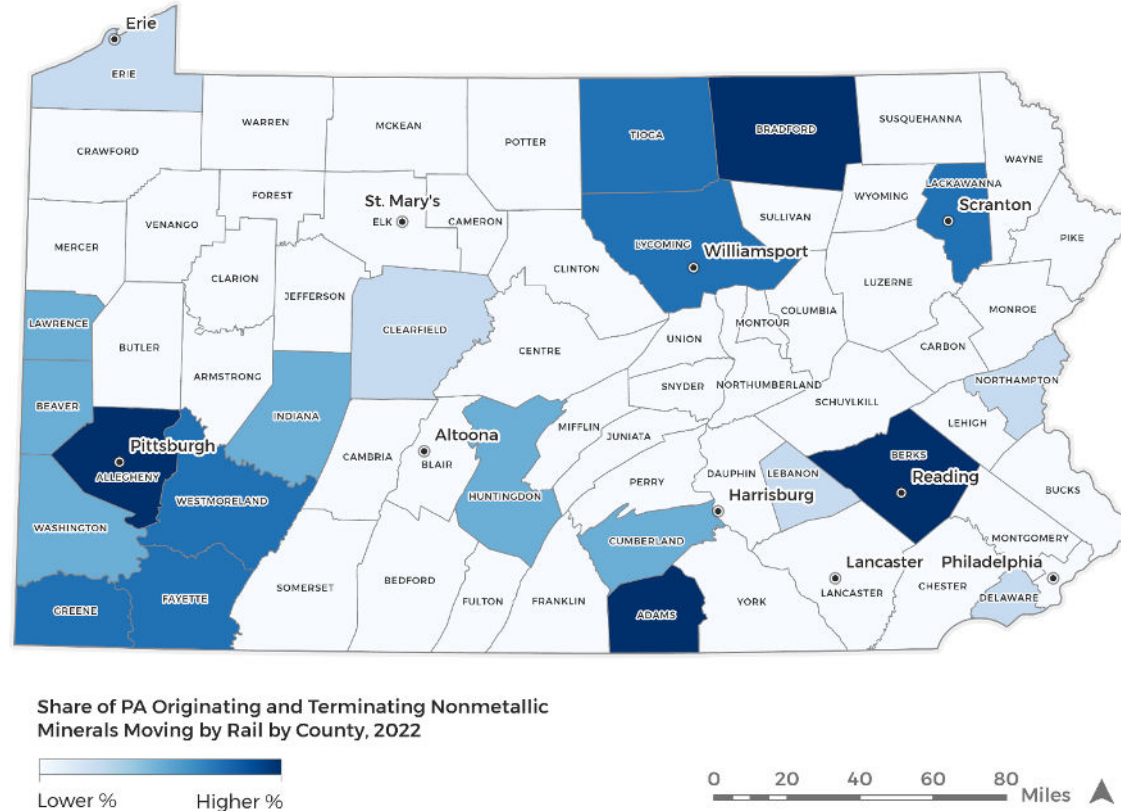 Erie
ERIE
WARREN
MCKEAN
POTTER
TIOGA
BRADFORD
SUSQUEHANNA
WAYNE
CRAWFORD
FOREST
WYOMING
LACKAWANNA
Scranton
St. Mary's
ELK
CAMERON
SULLIVAN
MERCER
VENANGO
LYCOMING
Williamsport
PIKE
CLARION
CLINTON
LUZERNE
JEFFERSON
LAWRENCE
CLEARFIELD
MONTOUR
COLUMBIA
MONROE
BUTLER
CENTRE
UNION
CARBON
ARMSTRONG
SNYDER
NORTHUMBERLAND
NORTHAMPTON
BEAVER
INDIANA
SCHUYLKILL
LEHIGH
Pittsburgh
ALLEGHENY
Altoona
BLAIR
MIFFLIN
JUNIATA
CAMBRIA
BERKS
Reading
DAUPHIN
LEBANON
PERRY
Harrisburg
BUCKS
WESTMORELAND
HUNTINGDON
WASHINGTON
CUMBERLAND
MONTGOMERY
Lancaster
LANCASTER
Philadelphia
SOMERSET
BEDFORD
FULTON
FRANKLIN
CHESTER
DELAWARE
GREENE
FAYETTE
ADAMS
YORK
Share of PA Originating and Terminating Nonmetallic
Minerals Moving by Rail by County, 2022
Lower %
Higher %
0 20 40 60 80 Miles